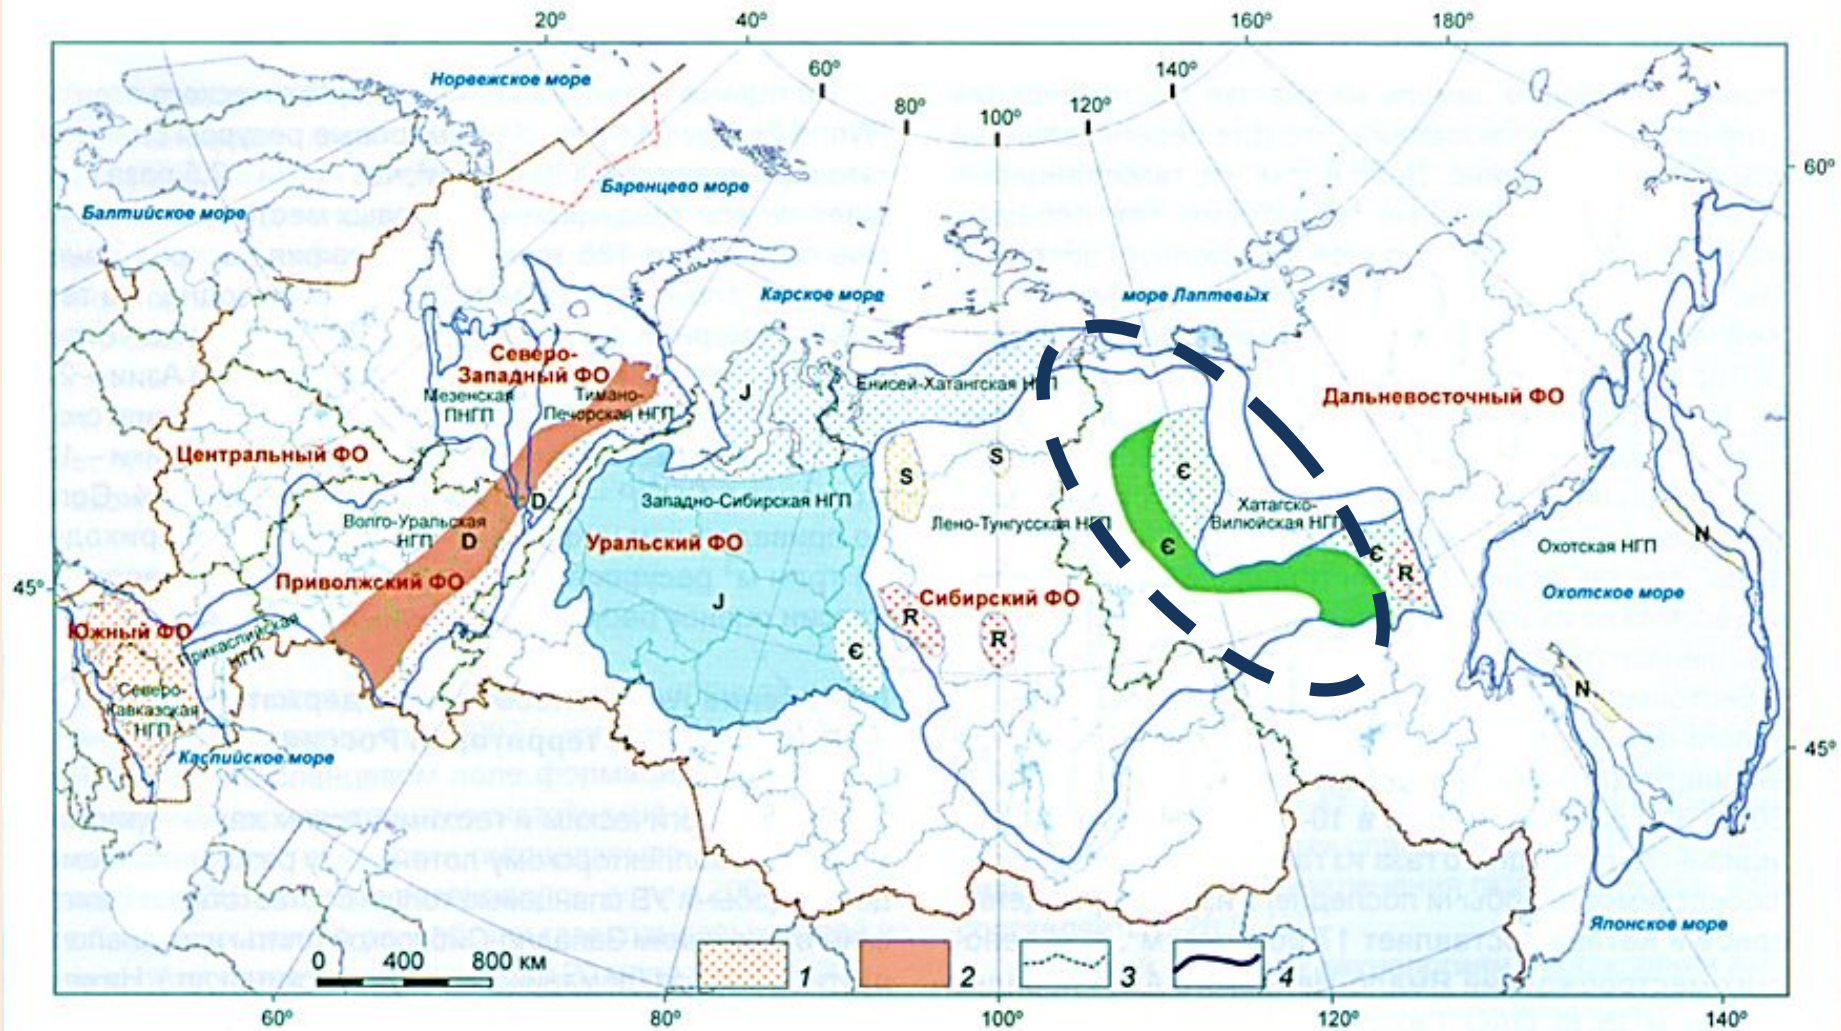 20°
40°
160°
180°
60°
140°
80°
100°
120°
Норвежское море
Баренцево море
60°
Балтийское море
Карское море
море Лаптевых
Северо-
Западный ФО
Мезенская
ПНГП
Тимано-
Печорская НГП
J
Енисей-Хатангская НГП
Дальневосточный ФО
Центральный ФО
S
S
Є
D
Западно-Сибирская НГП
Хатагско-
Вилюйская НГП
Волго-Уральская
НГП
D
Лено-Тунгусская НГП
N
Уральский ФО
Є
Є
Охотская НГП
R
45°
Приволжский ФО
J
Сибирский ФО
Охотское море
R
R
Южный ФО
Прикаспийская
НГП
Є
N
Северо-
Кавказская
НГП
Каспийское море
45°
Японское море
0 400 800 км
1
2
3
4
60°
80°
100°
120°
140°